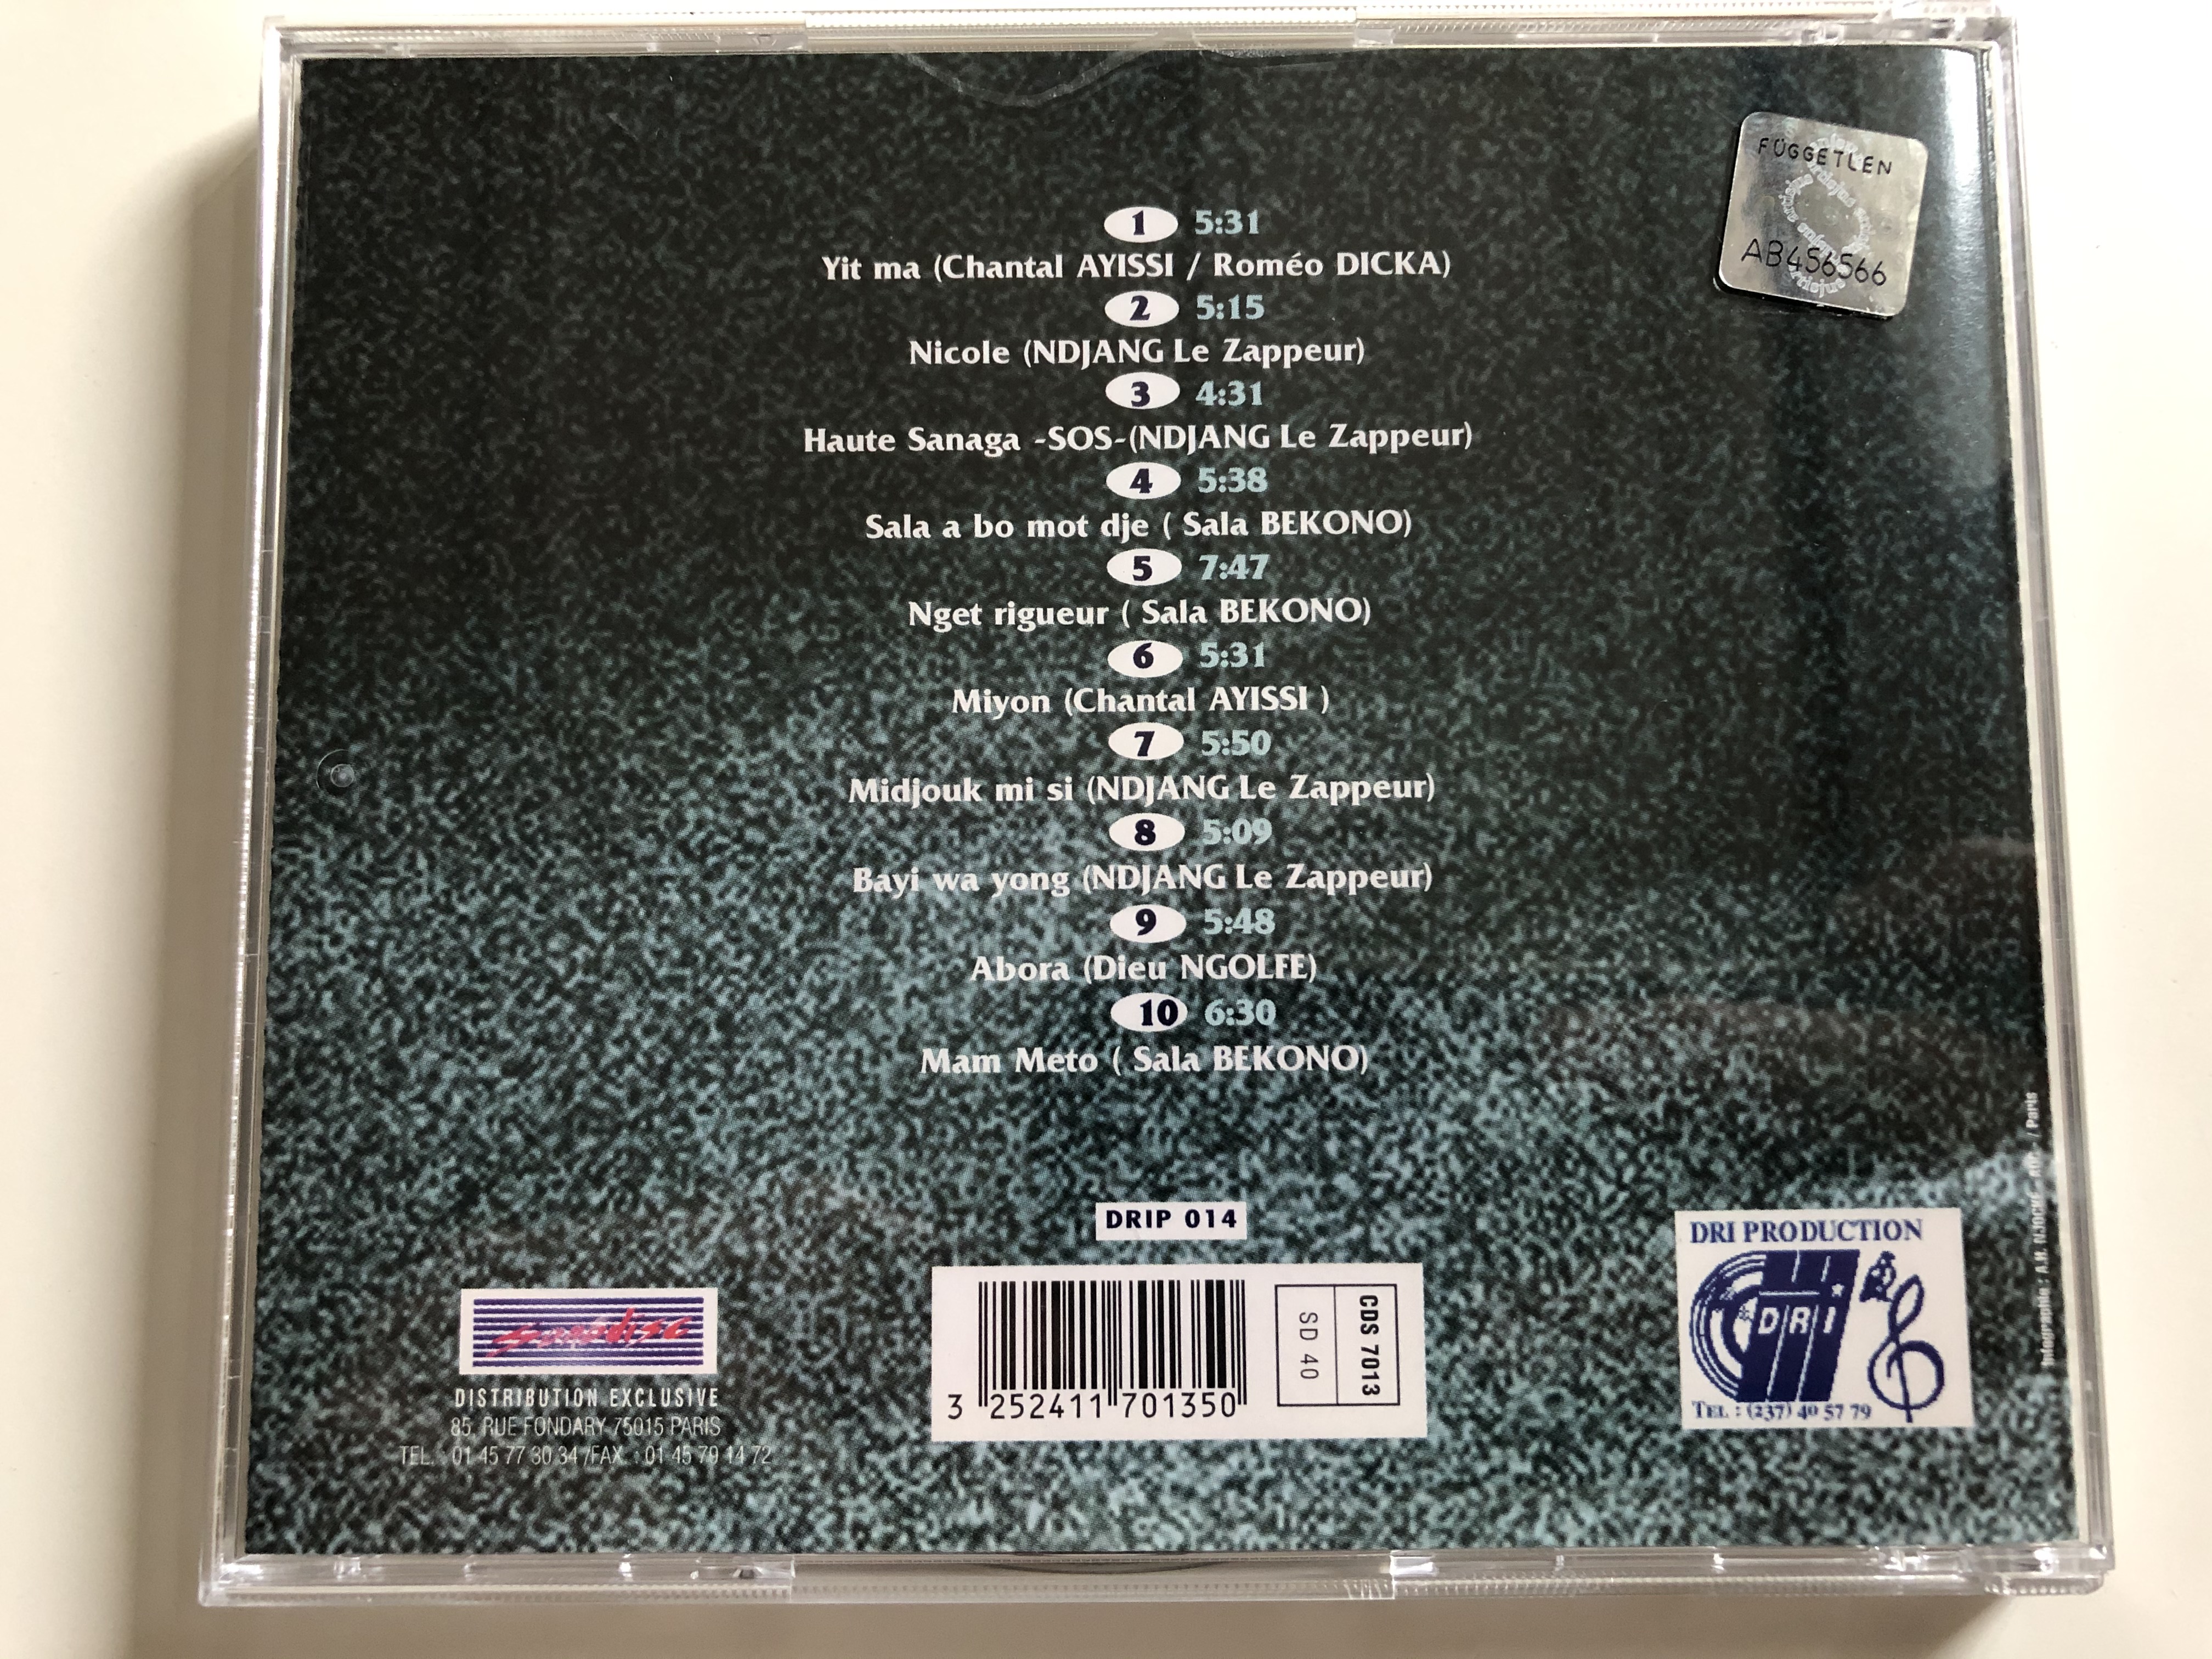 FÜGGETLEN
AB456566
1 5:31
Yit ma (Chantal AYISSI / Roméo DICKA)
2 5:15
Nicole (NDJANG Le Zappeur)
3 4:31
Haute Sanaga -SOS-(NDJANG Le Zappeur)
4 5:38
Sala a bo mot dje ( Sala BEKONO)
5 7:47
Nget rigueur ( Sala BEKONO)
6 5:31
Miyon (Chantal AYISSI )
7 5:50
Midjouk mi si (NDJANG Le Zappeur)
8 5:09
Bayi wa yong (NDJANG Le Zappeur)
9 5:48
Abora (Dieu NGOLFE)
10 6:30
Mam Meto ( Sala BEKONO)
DRIP 014
sonodisc
DISTRIBUTION EXCLUSIVE
85, RUE FONDARY 75015 PARIS
TEL. : 01 45 77 30 34 /FAX. : 01 45 79 14 72
3 252411 701350
CDS 7013
SD 40
DRI PRODUCTION
DRI
TEL : (237) 40 57 79
Infographie : A.M. / Paris